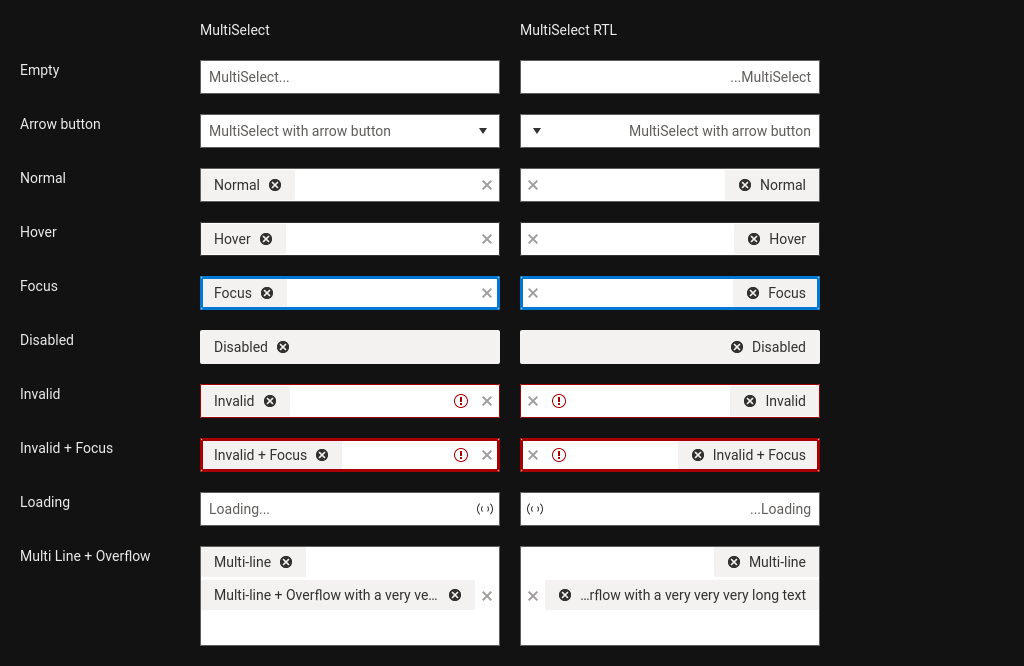 MultiSelect MultiSelect RTL
Empty MultiSelect... ...MultiSelect
Arrow button MultiSelect with arrow button MultiSelect with arrow button
Normal Normal Normal
Hover Hover Hover
Focus Focus Focus
Disabled Disabled Disabled
Invalid Invalid Invalid
Invalid + Focus Invalid + Focus Invalid + Focus
Loading Loading... ...Loading
Multi Line + Overflow Multi-line Multi-line
Multi-line + Overflow with a very ve... ...rflow with a very very very long text